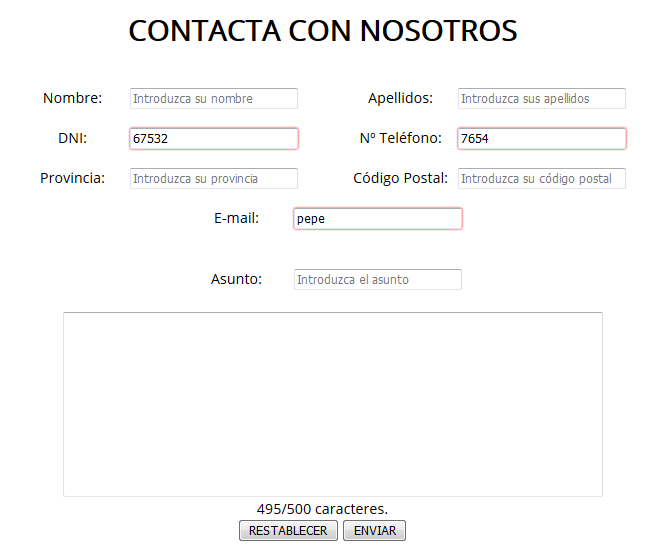 CONTACTA CON NOSOTROS
Nombre: Introduzca su nombre Apellidos: Introduzca sus apellidos
DNI: 67532 Nº Teléfono: 7654
Provincia: Introduzca su provincia Código Postal: Introduzca su código postal
E-mail: pepe
Asunto: Introduzca el asunto
495/500 caracteres.
RESTABLECER ENVIAR